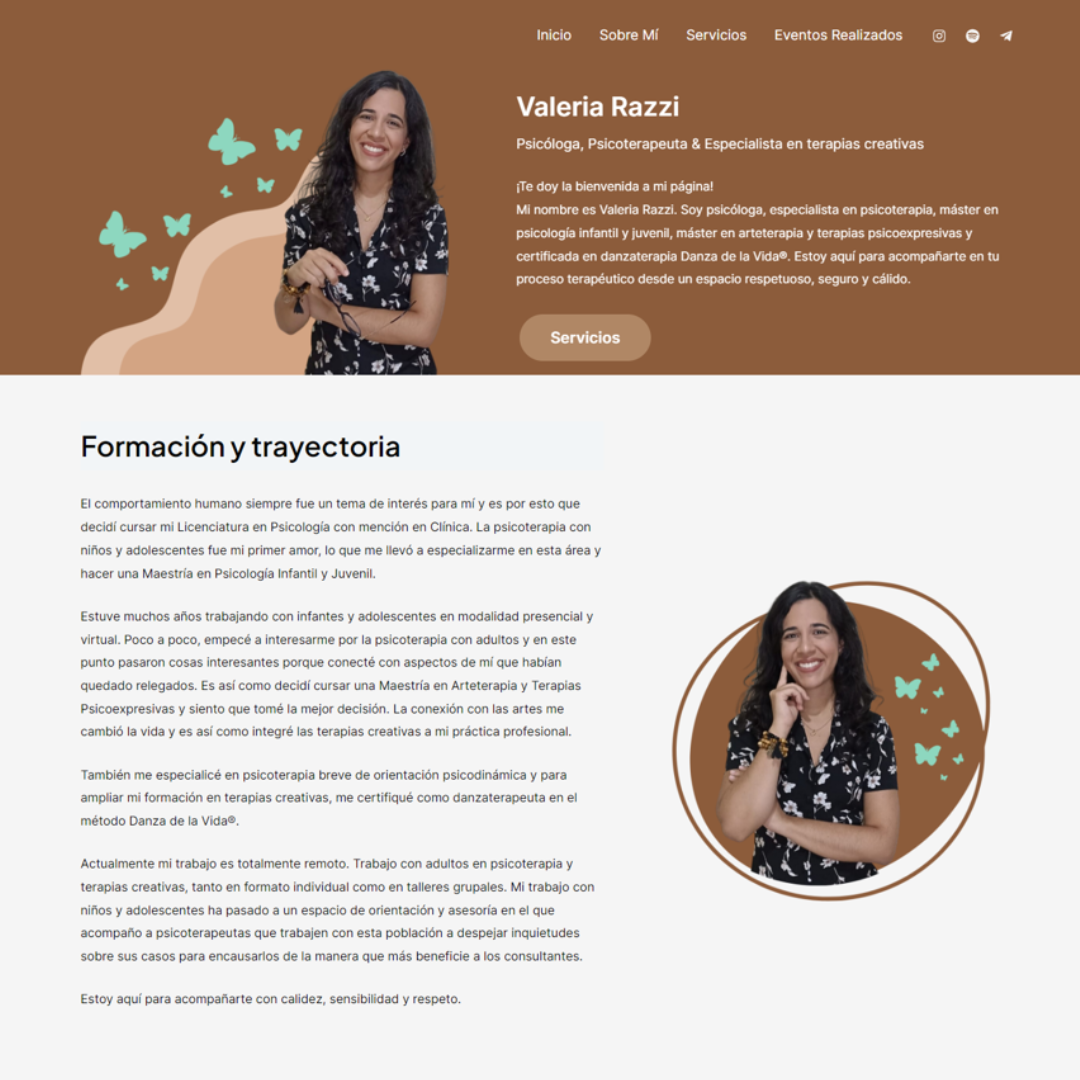 Inicio Sobre Mí Servicios Eventos Realizados
Valeria Razzi
Psicóloga, Psicoterapeuta & Especialista en terapias creativas
¡Te doy la bienvenida a mi página!
Mi nombre es Valeria Razzi. Soy psicóloga, especialista en psicoterapia, máster en
psicología infantil y juvenil, máster en arteterapia y terapias psicoexpresivas y
certificada en danzaterapia Danza de la Vida®. Estoy aquí para acompañarte en tu
proceso terapéutico desde un espacio respetuoso, seguro y cálido.
Servicios
Formación y trayectoria
El comportamiento humano siempre fue un tema de interés para mí y es por esto que
decidí cursar mi Licenciatura en Psicología con mención en Clínica. La psicoterapia con
niños y adolescentes fue mi primer amor, lo que me llevó a especializarme en esta área y
hacer una Maestría en Psicología Infantil y Juvenil.
Estuve muchos años trabajando con infantes y adolescentes en modalidad presencial y
virtual. Poco a poco, empecé a interesarme por la psicoterapia con adultos y en este
punto pasaron cosas interesantes porque conecté con aspectos de mí que habían
quedado relegados. Es así como decidí cursar una Maestría en Arteterapia y Terapias
Psicoexpresivas y siento que tomé la mejor decisión. La conexión con las artes me
cambió la vida y es así como integré las terapias creativas a mi práctica profesional.
También me especialicé en psicoterapia breve de orientación psicodinámica y para
ampliar mi formación en terapias creativas, me certifiqué como danzaterapeuta en el
método Danza de la Vida®.
Actualmente mi trabajo es totalmente remoto. Trabajo con adultos en psicoterapia y
terapias creativas, tanto en formato individual como en talleres grupales. Mi trabajo con
niños y adolescentes ha pasado a un espacio de orientación y asesoría en el que
acompaño a psicoterapeutas que trabajen con esta población a despejar inquietudes
sobre sus casos para encausarlos de la manera que más beneficie a los consultantes.
Estoy aquí para acompañarte con calidez, sensibilidad y respeto.